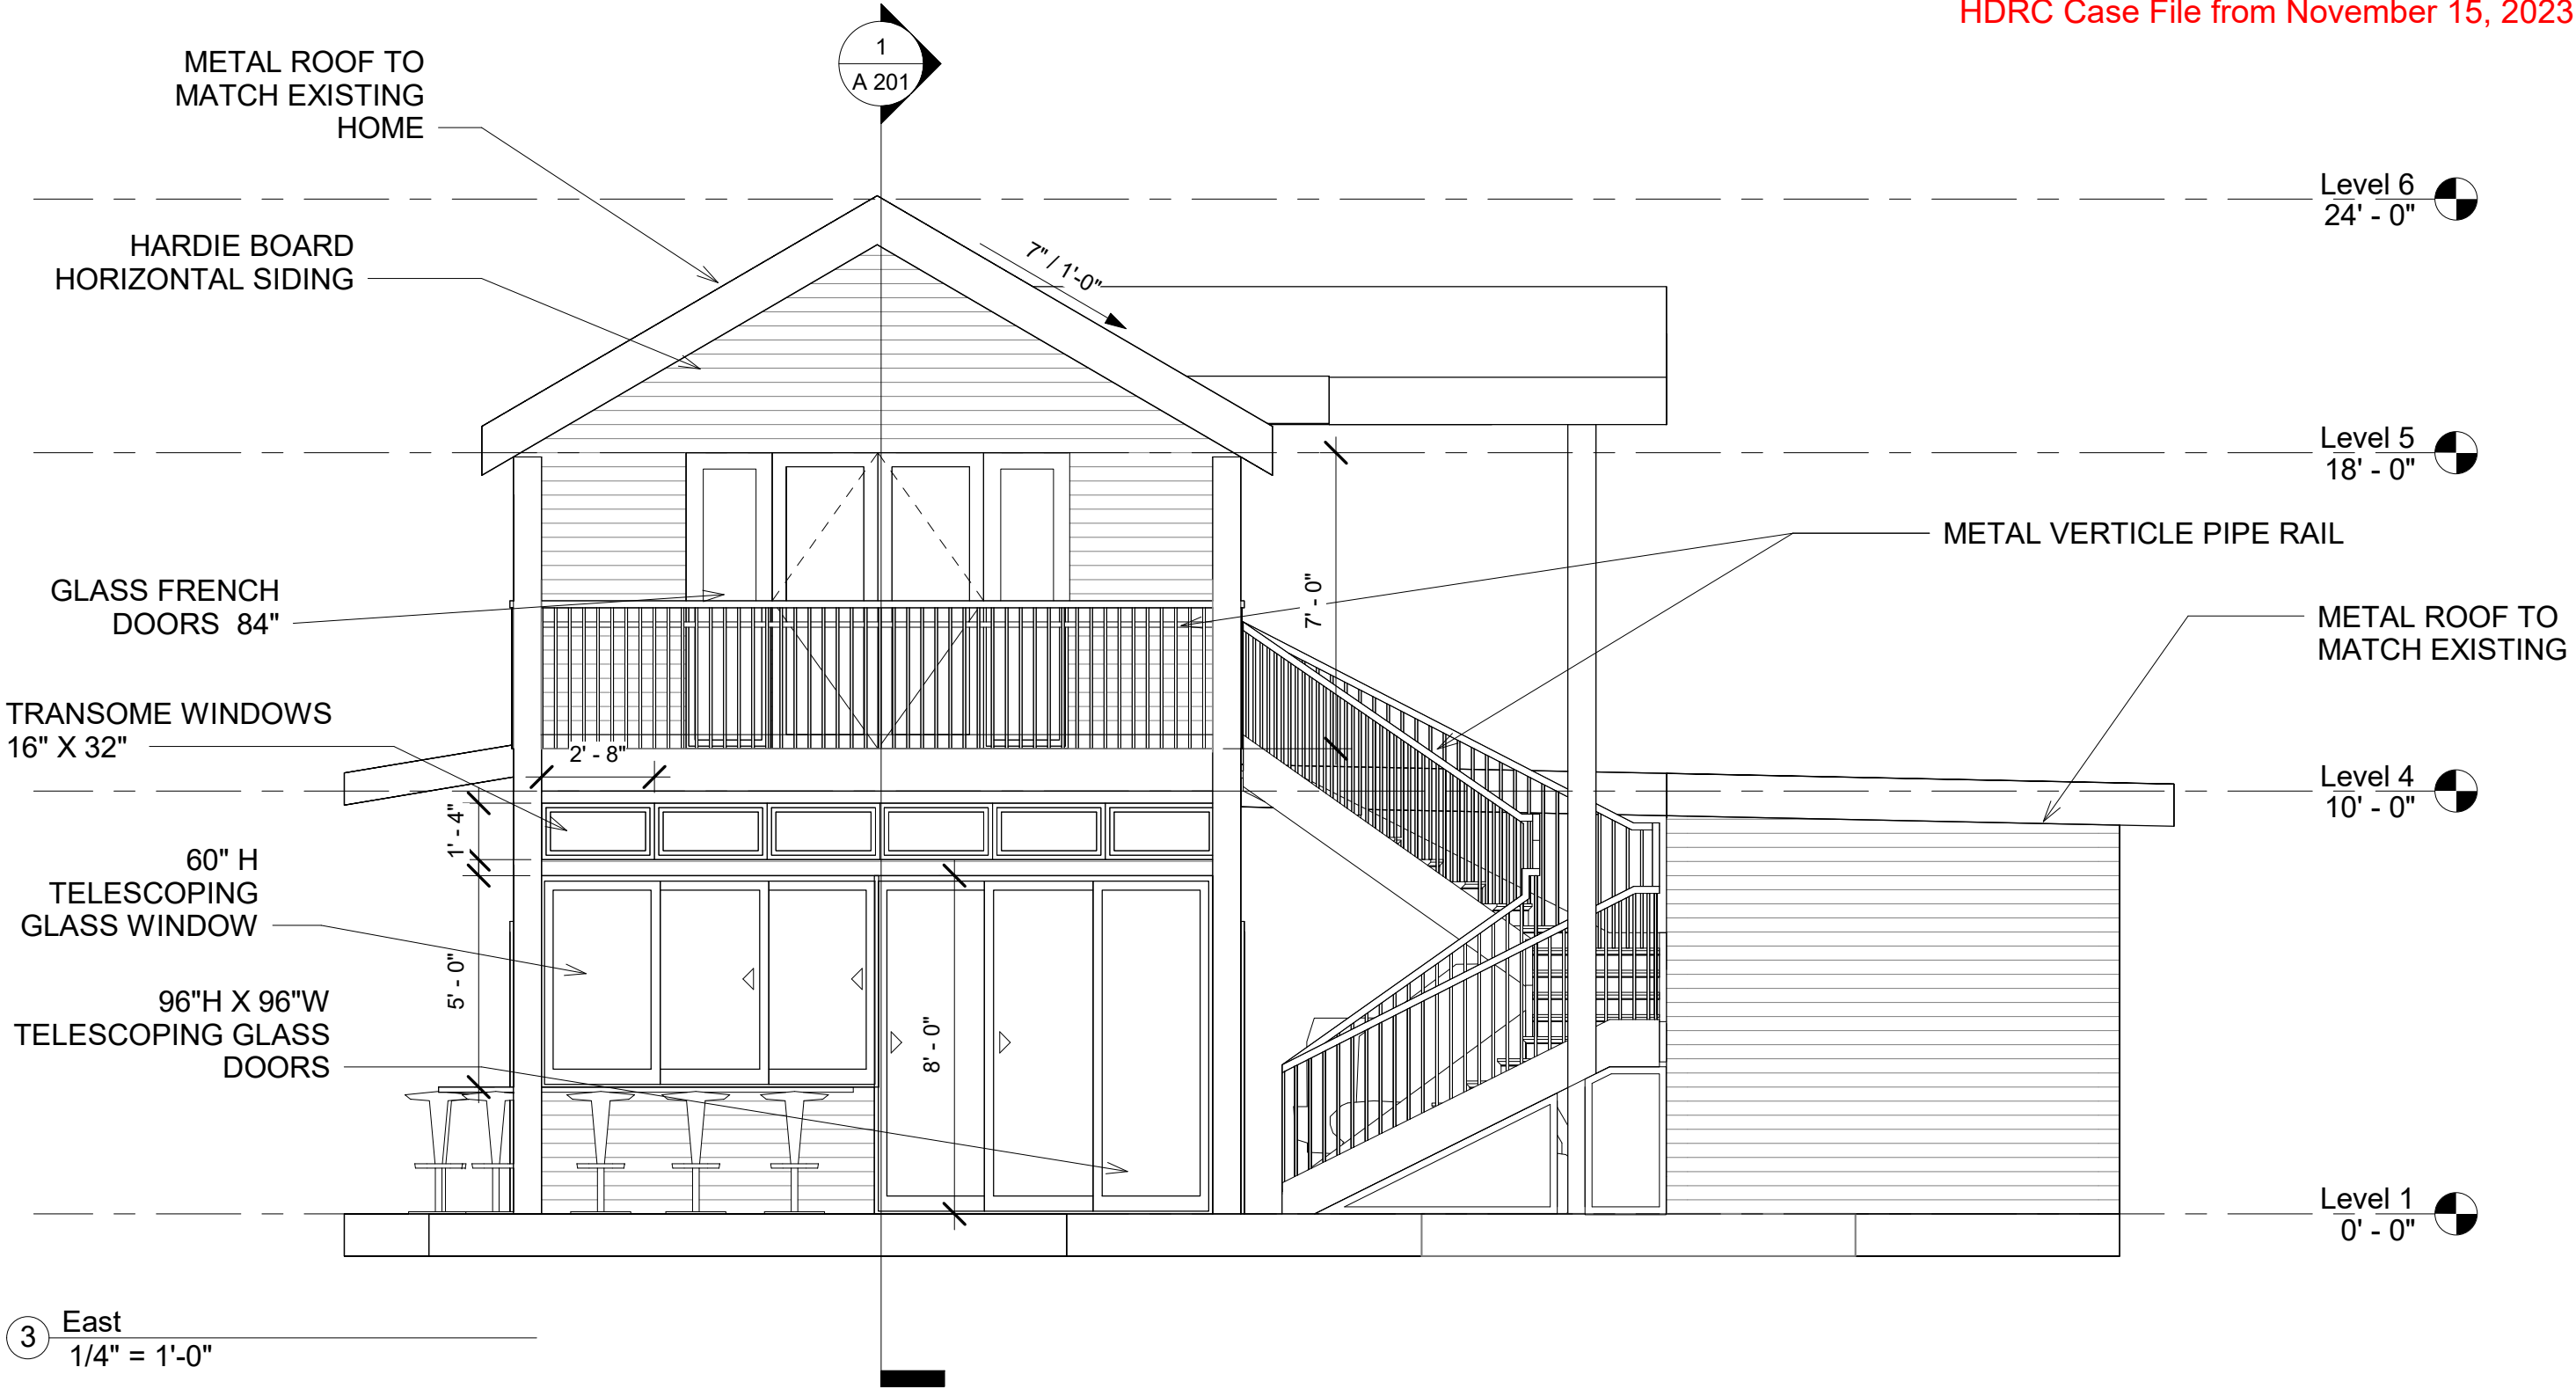 HDRC Case File from November 15, 2023
1
A 201
METAL ROOF TO
MATCH EXISTING
HOME
Level 6
24' - 0"
HARDIE BOARD
HORIZONTAL SIDING
7" / 1'-0"
Level 5
18' - 0"
METAL VERTICLE PIPE RAIL
GLASS FRENCH
DOORS 84"
7' - 0"
METAL ROOF TO
MATCH EXISTING
TRANSOME WINDOWS
16" X 32"
2' - 8"
Level 4
10' - 0"
1' - 4"
60" H
TELESCOPING
GLASS WINDOW
5' - 0"
96"H X 96"W
TELESCOPING GLASS
DOORS
8' - 0"
Level 1
0' - 0"
3
East
1/4" = 1'-0"